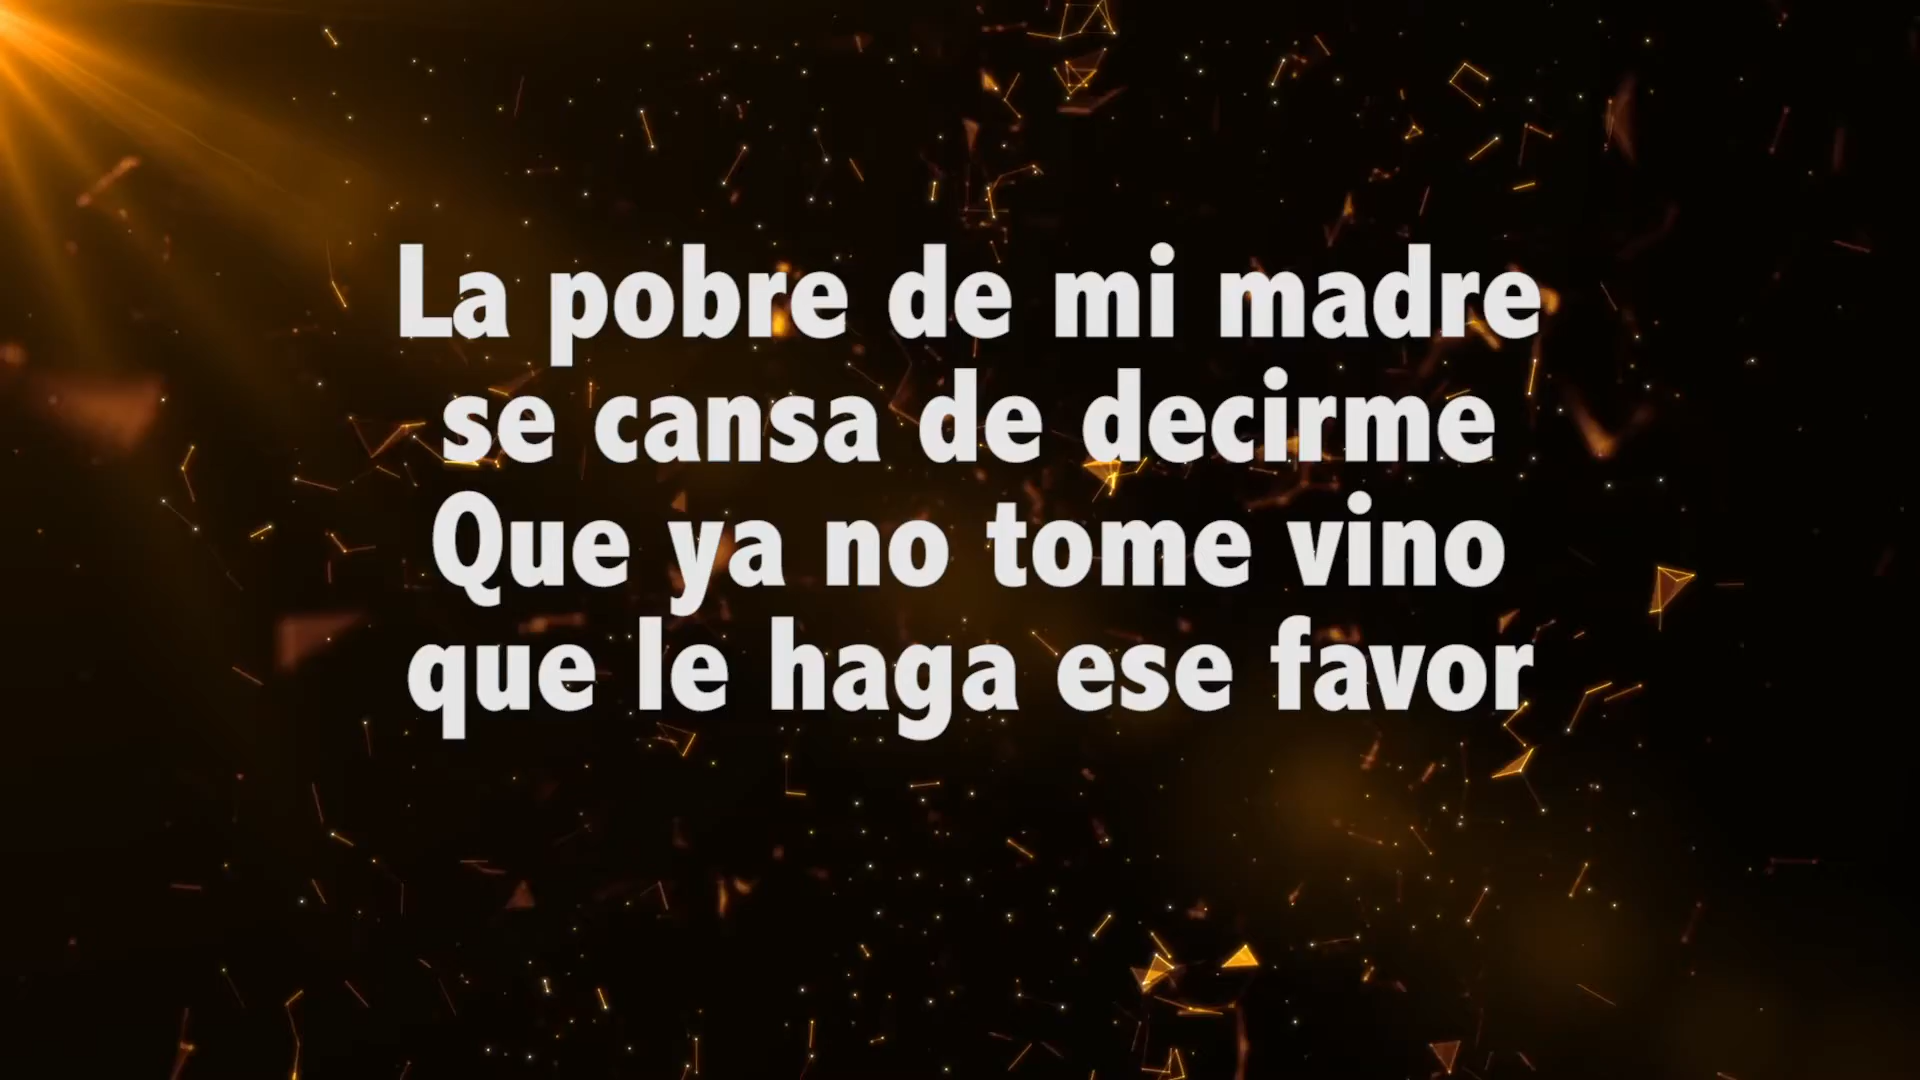 La pobre de mi madre
se cansa de decirme
Que ya no tome vino
que le haga ese favor